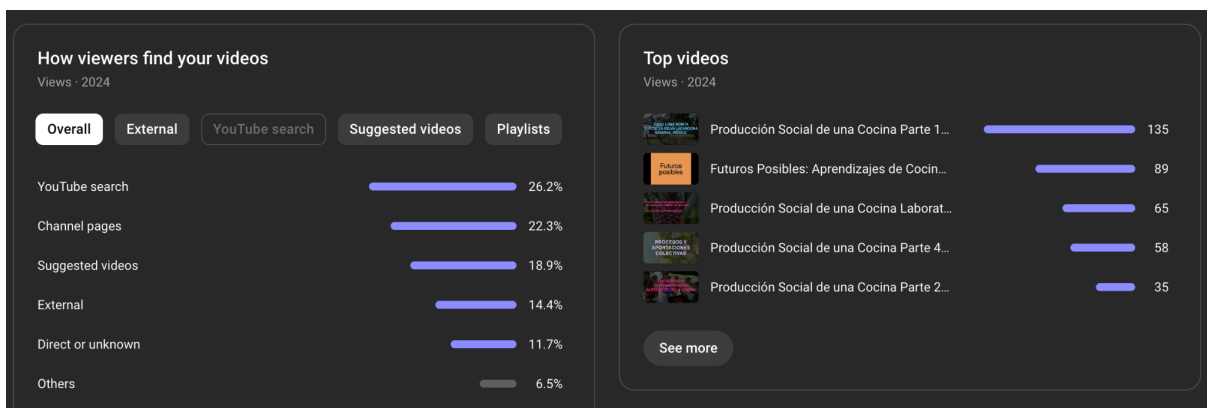 How viewers find your videos
Views · 2024
Overall External YouTube search Suggested videos Playlists
YouTube search 26.2%
Channel pages 22.3%
Suggested videos 18.9%
External 14.4%
Direct or unknown 11.7%
Others 6.5%
Top videos
Views · 2024
Producción Social de una Cocina Parte 1... 135
Futuros posibles
Futuros Posibles: Aprendizajes de Cocin... 89
Producción Social de una Cocina Laborat... 65
PROCESOS Y
APORTACIONES
COLECTIVAS
Producción Social de una Cocina Parte 4... 58
Producción Social de una Cocina Parte 2... 35
See more